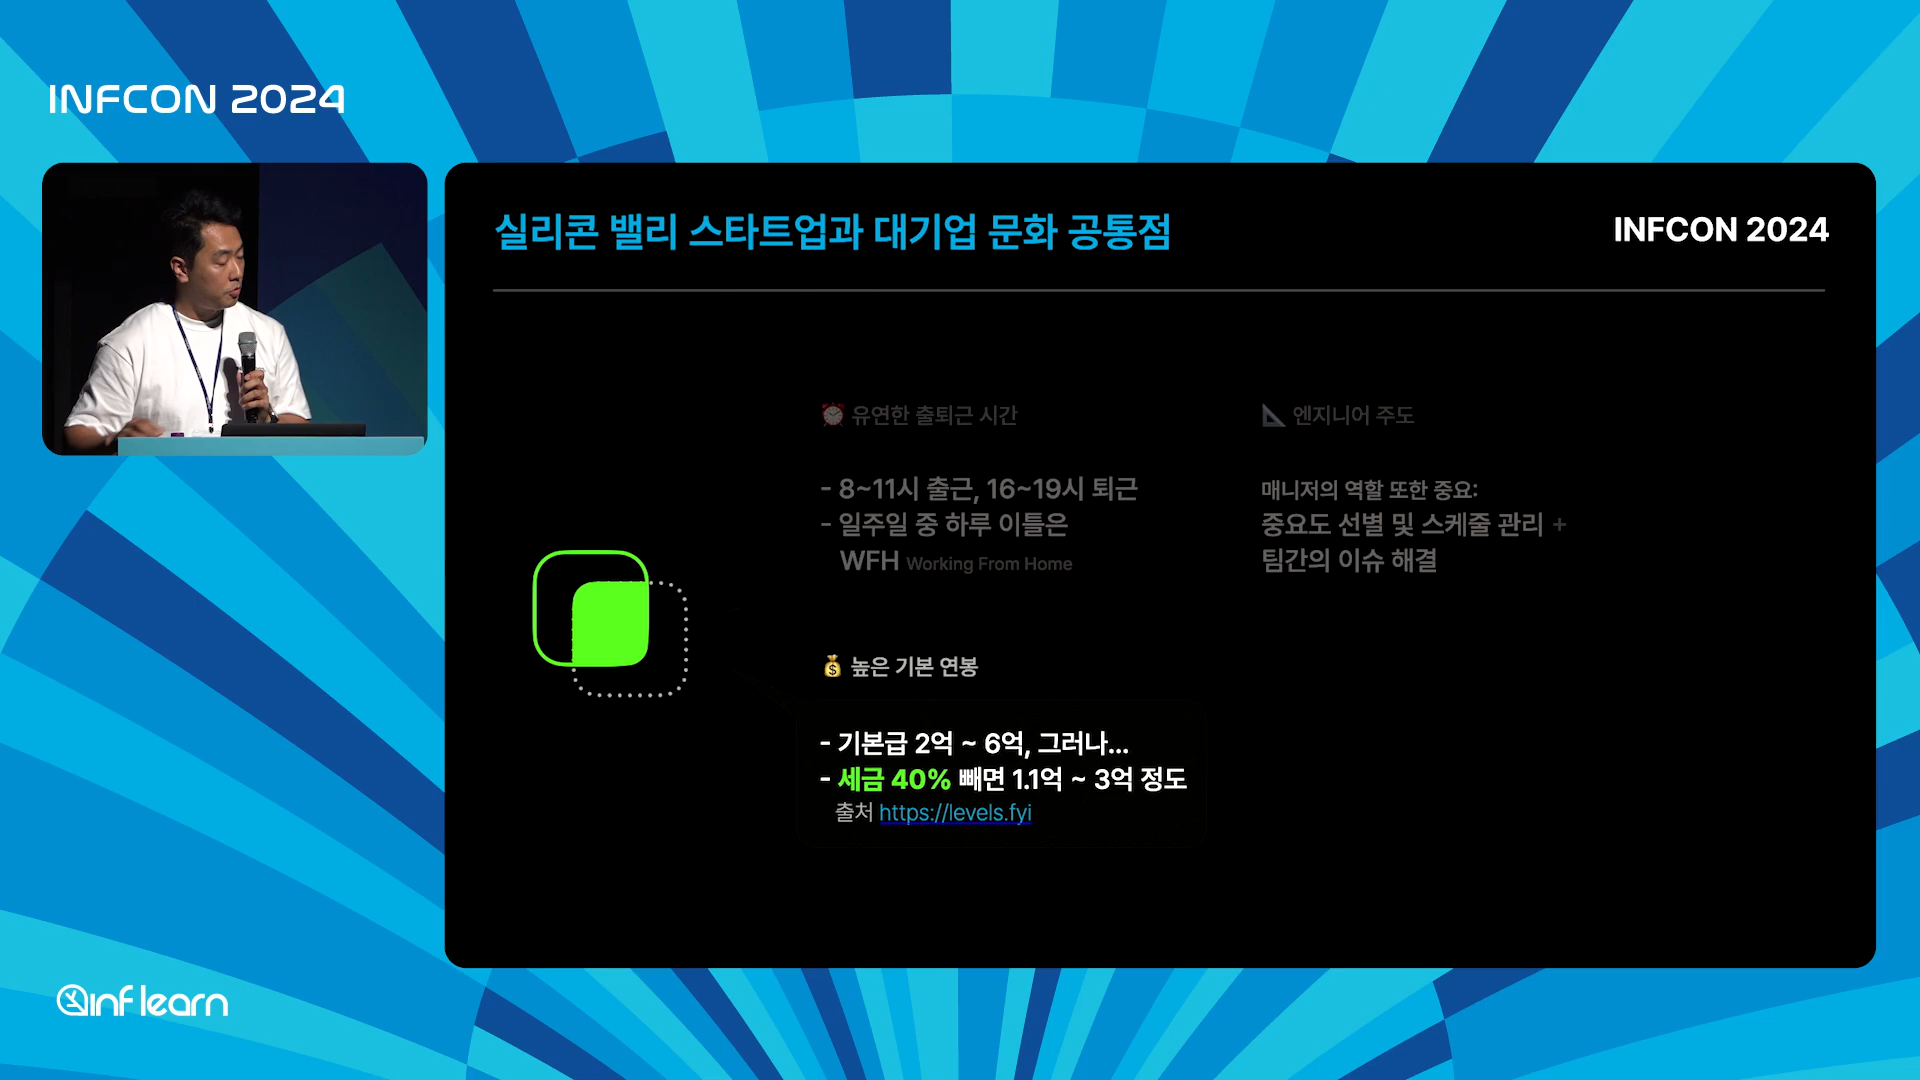 INFCON 2024
실리콘 밸리 스타트업과 대기업 문화 공통점
INFCON 2024
⏰ 유연한 출퇴근 시간
- 8~11시 출근, 16~19시 퇴근
- 일주일 중 하루 이틀은
WFH Working From Home
📐 엔지니어 주도
매니저의 역할 또한 중요:
중요도 선별 및 스케줄 관리 +
팀간의 이슈 해결
💰 높은 기본 연봉
- 기본급 2억 ~ 6억, 그러나...
- 세금 40% 빼면 1.1억 ~ 3억 정도
출처 https://levels.fyi
inflearn